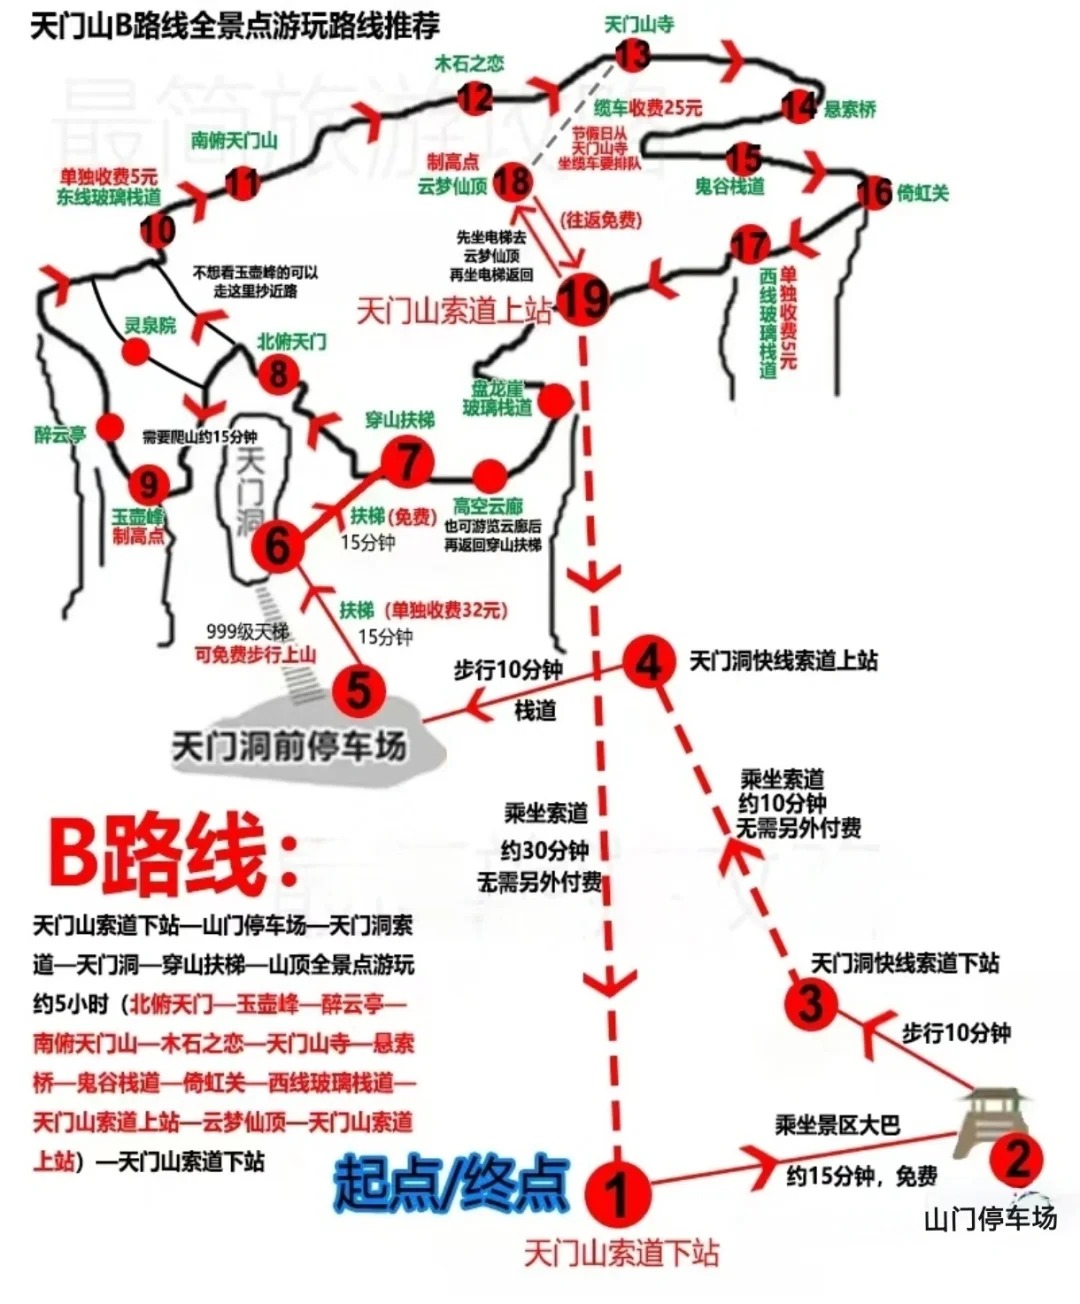 天门山B路线全景点游玩路线推荐
天门山寺
13
木石之恋
12
缆车收费25元
14
悬索桥
节假日从
天门山寺
坐缆车要排队
南俯天门山
11
制高点
云梦仙顶
18
15
鬼谷栈道
16
倚虹关
单独收费5元
东线玻璃栈道
10
(往返免费)
先坐电梯去
云梦仙顶
再坐电梯返回
17
西线玻璃栈道
单独收费5元
不想看玉壶峰的可以
走这里抄近路
19
天门山索道上站
灵泉院
北俯天门
8
盘龙崖
玻璃栈道
醉云亭
需要爬山约15分钟
穿山扶梯
7
天门洞
9
玉壶峰
制高点
高空云廊
也可游览云廊后
再返回穿山扶梯
扶梯(免费)
15分钟
6
扶梯（单独收费32元）
15分钟
999级天梯
可免费步行上山
5
天门洞前停车场
步行10分钟
栈道
4
天门洞快线索道上站
乘坐索道
约10分钟
无需另外付费
乘坐索道
约30分钟
无需另外付费
B路线：
天门山索道下站—山门停车场—天门洞索
道—天门洞—穿山扶梯—山顶全景点游玩
约5小时（北俯天门—玉壶峰—醉云亭—
南俯天门山—木石之恋—天门山寺—悬索
桥—鬼谷栈道—倚虹关—西线玻璃栈道—
天门山索道上站—云梦仙顶—天门山索道
上站）—天门山索道下站
天门洞快线索道下站
3
步行10分钟
乘坐景区大巴
约15分钟，免费
2
山门停车场
起点/终点
1
天门山索道下站